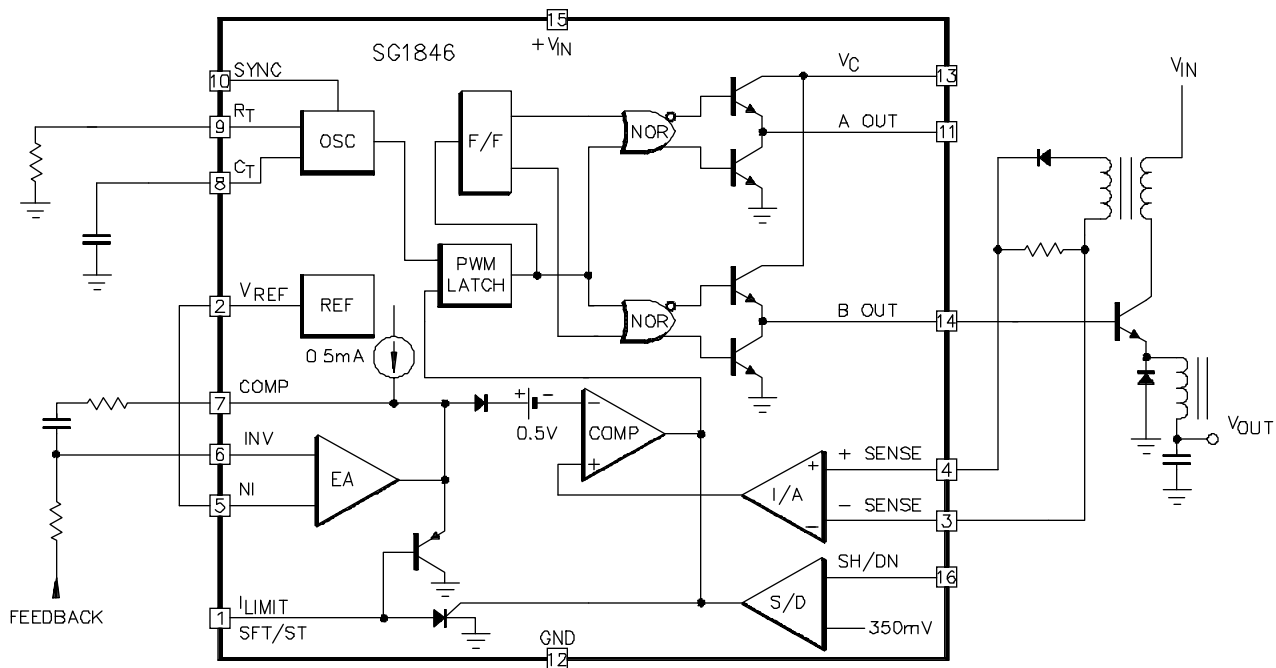 15
+VIN
SG1846
10
SYNC
VC
13
VIN
9
RT
OSC
F/F
NOR
A OUT
11
8
CT
PWM
LATCH
2
VREF
REF
NOR
B OUT
14
0.5mA
7
COMP
+
-
0.5V
-
COMP
+
VOUT
6
INV
EA
5
NI
I/A
+
-
+ SENSE
4
- SENSE
3
1
ILIMIT
SFT/ST
S/D
SH/DN
16
350mV
FEEDBACK
GND
12